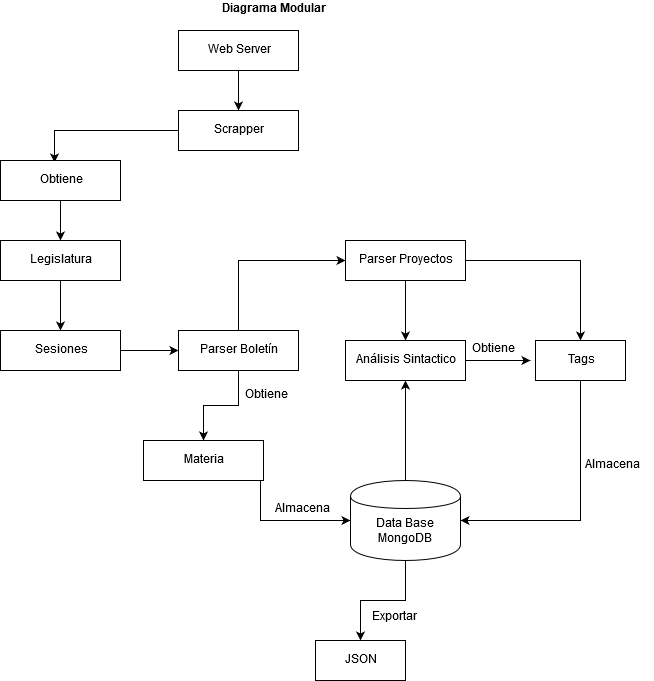 Diagrama Modular
Web Server
Scrapper
Obtiene
Legislatura
Parser Proyectos
Sesiones
Parser Boletín
Análisis Sintactico
Obtiene
Tags
Obtiene
Materia
Almacena
Almacena
Data Base
MongoDB
Exportar
JSON